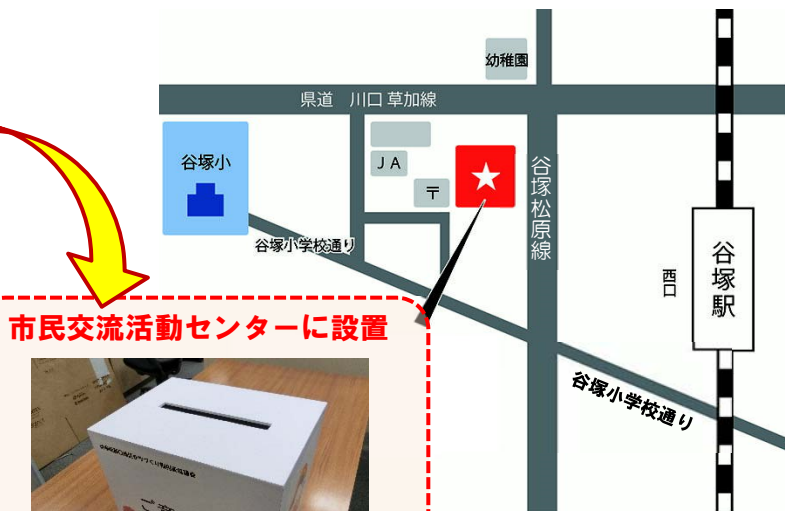 幼稚園
県道 川口 草加線
谷塚小
JA
〒
谷塚松原線
谷塚小学校通り
谷塚駅
西口
市民交流活動センターに設置
谷塚小学校通り